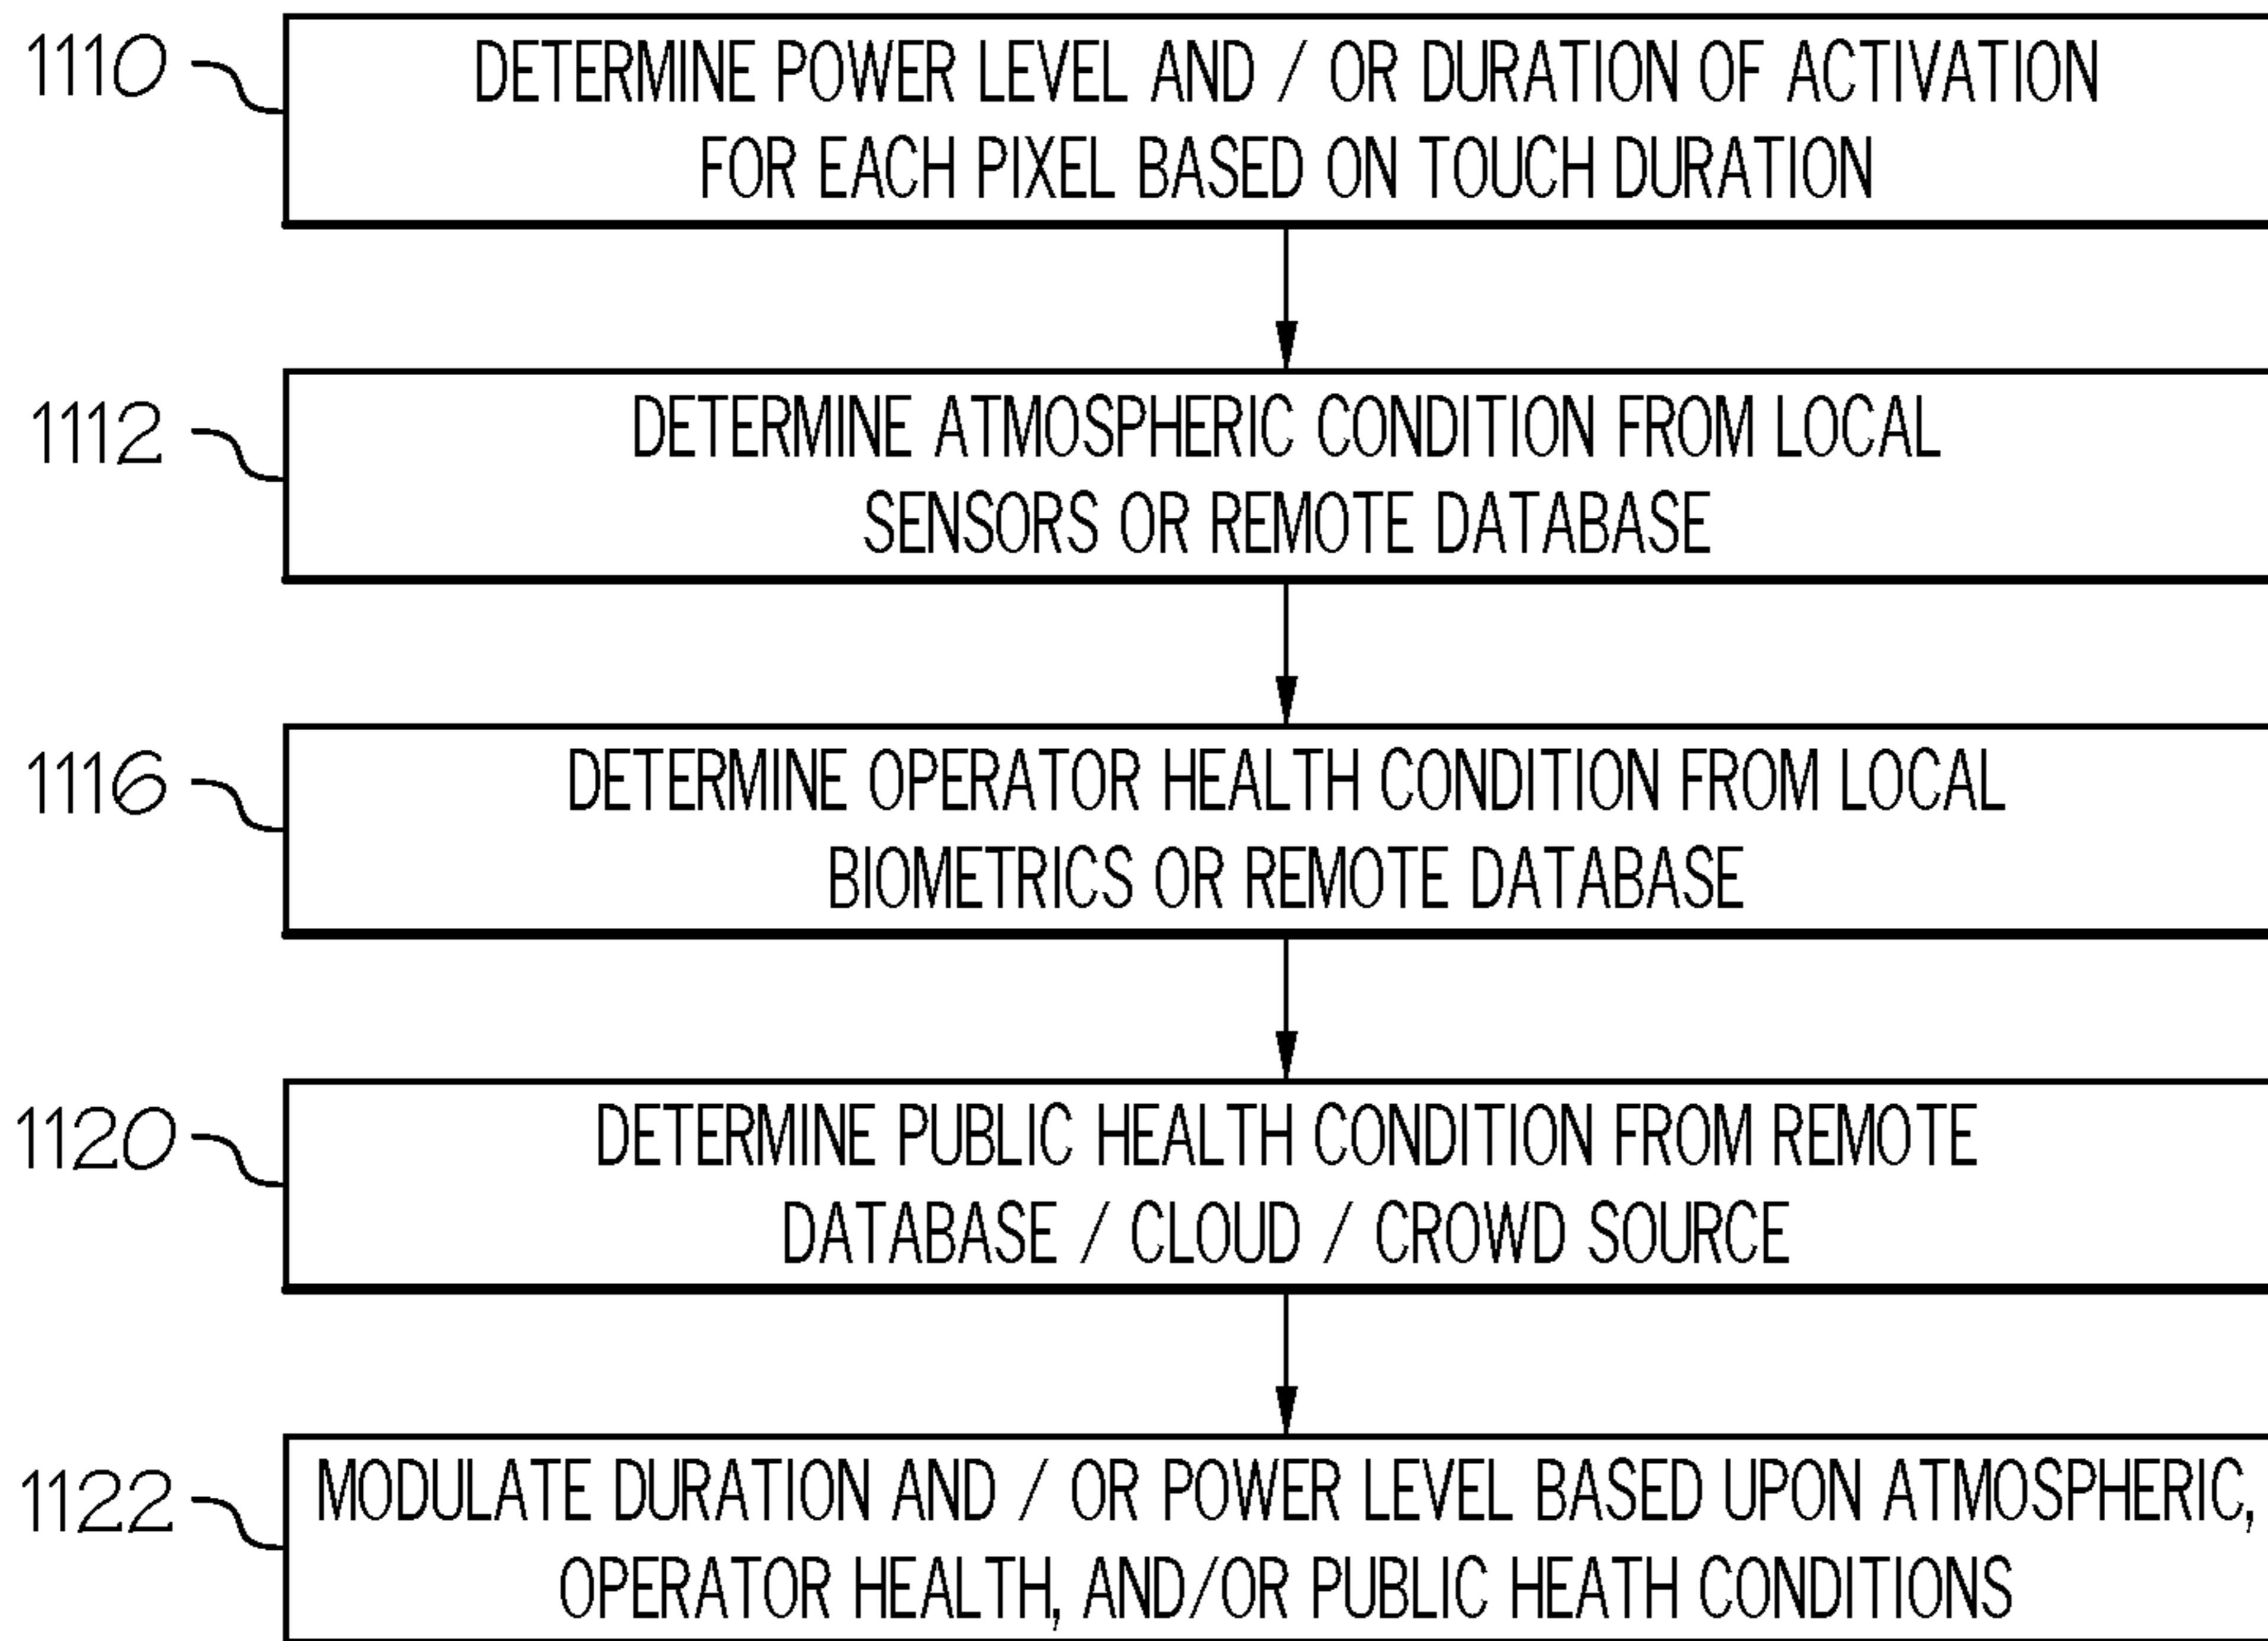 1110
DETERMINE POWER LEVEL AND / OR DURATION OF ACTIVATION
FOR EACH PIXEL BASED ON TOUCH DURATION
1112
DETERMINE ATMOSPHERIC CONDITION FROM LOCAL
SENSORS OR REMOTE DATABASE
1116
DETERMINE OPERATOR HEALTH CONDITION FROM LOCAL
BIOMETRICS OR REMOTE DATABASE
1120
DETERMINE PUBLIC HEALTH CONDITION FROM REMOTE
DATABASE / CLOUD / CROWD SOURCE
1122
MODULATE DURATION AND / OR POWER LEVEL BASED UPON ATMOSPHERIC,
OPERATOR HEALTH, AND/OR PUBLIC HEATH CONDITIONS